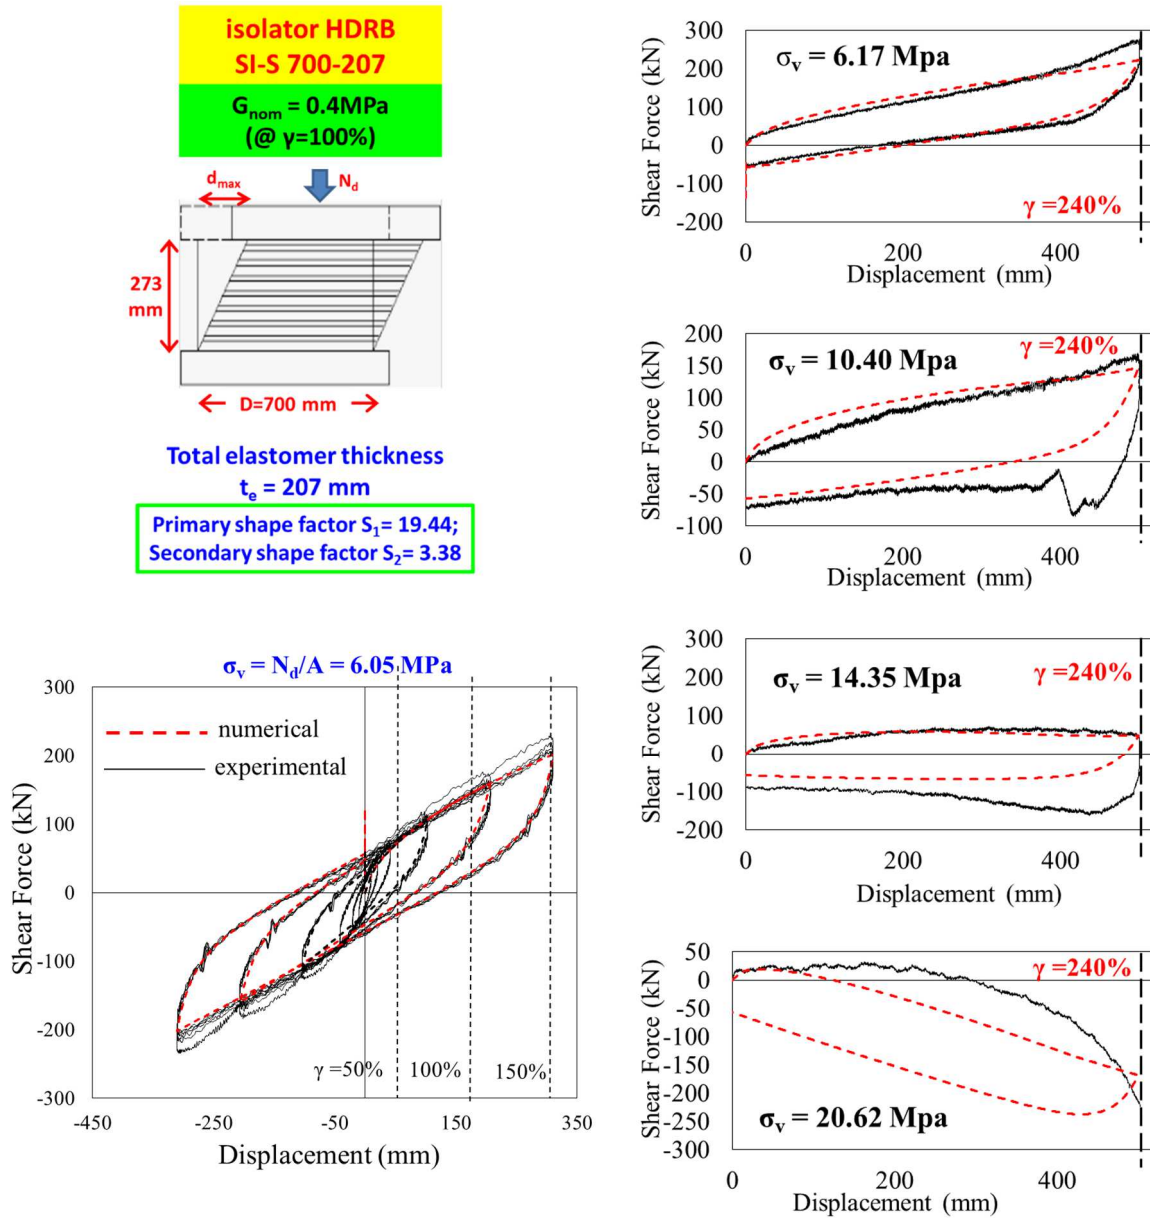 isolator HDRB
SI-S 700-207
Gnom = 0.4MPa
(@ γ=100%)
dmax
Nd
273
mm
D=700 mm
Total elastomer thickness
te = 207 mm
Primary shape factor S1= 19.44;
Secondary shape factor S2= 3.38
σv = Nd/A = 6.05 MPa
Shear Force (kN)
300
200
100
0
-100
-200
-300
numerical
experimental
γ =50%
100%
150%
-450
-250
-50
150
350
Displacement (mm)
Shear Force (kN)
300
200
100
0
-100
-200
σv = 6.17 Mpa
γ =240%
0
200
400
Displacement (mm)
Shear Force (kN)
200
150
100
50
0
-50
-100
σv = 10.40 Mpa
γ =240%
0
200
400
Displacement (mm)
Shear Force (kN)
300
200
100
0
-100
-200
σv = 14.35 Mpa
γ =240%
0
200
400
Displacement (mm)
Shear Force (kN)
50
0
-50
-100
-150
-200
-250
-300
γ =240%
σv = 20.62 Mpa
0
200
400
Displacement (mm)